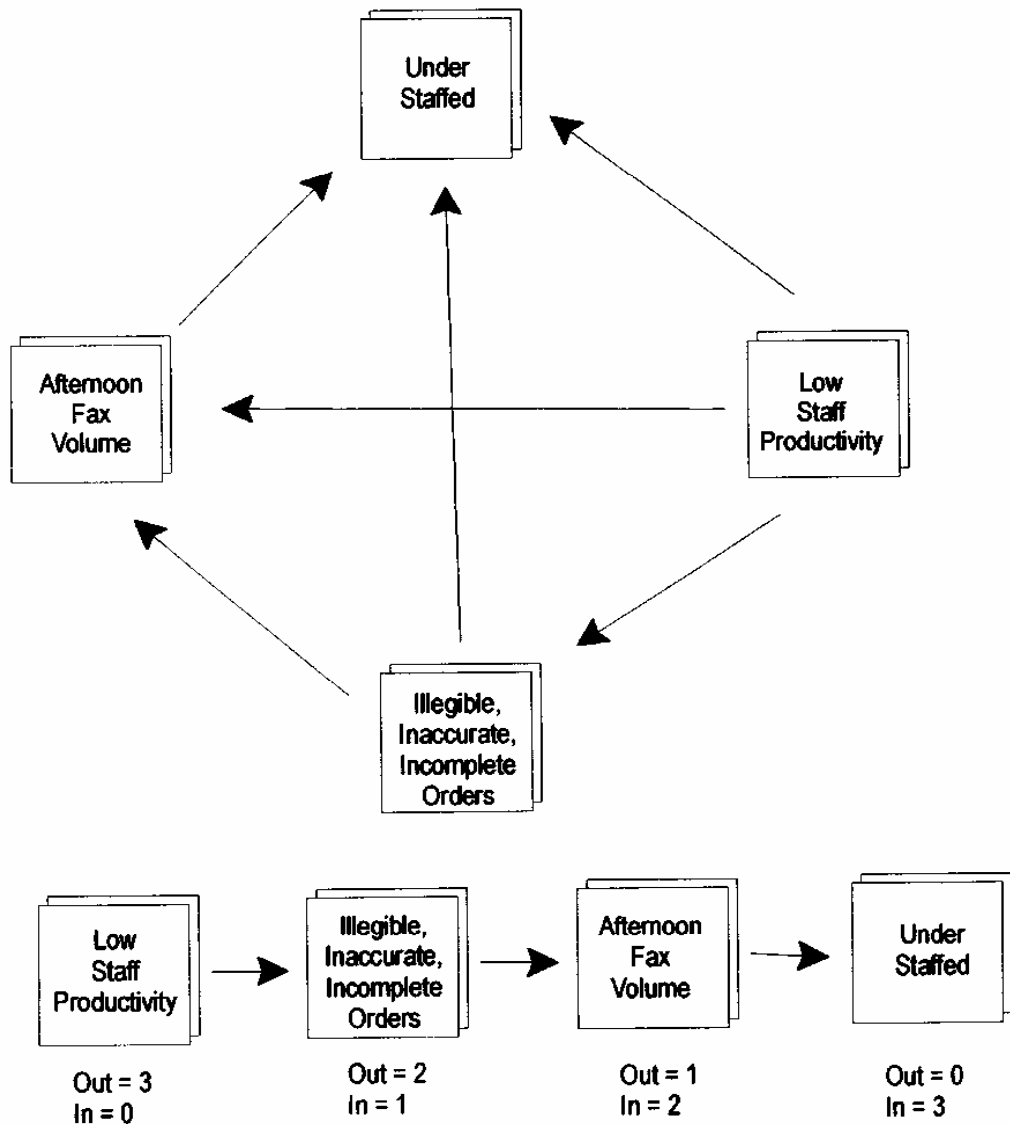 Under
Staffed
Afternoon
Fax
Volume
Low
Staff
Productivity
Illegible,
Inaccurate,
Incomplete
Orders
Low
Staff
Productivity
Illegible,
Inaccurate,
Incomplete
Orders
Afternoon
Fax
Volume
Under
Staffed
Out = 3
In = 0
Out = 2
In = 1
Out = 1
In = 2
Out = 0
In = 3